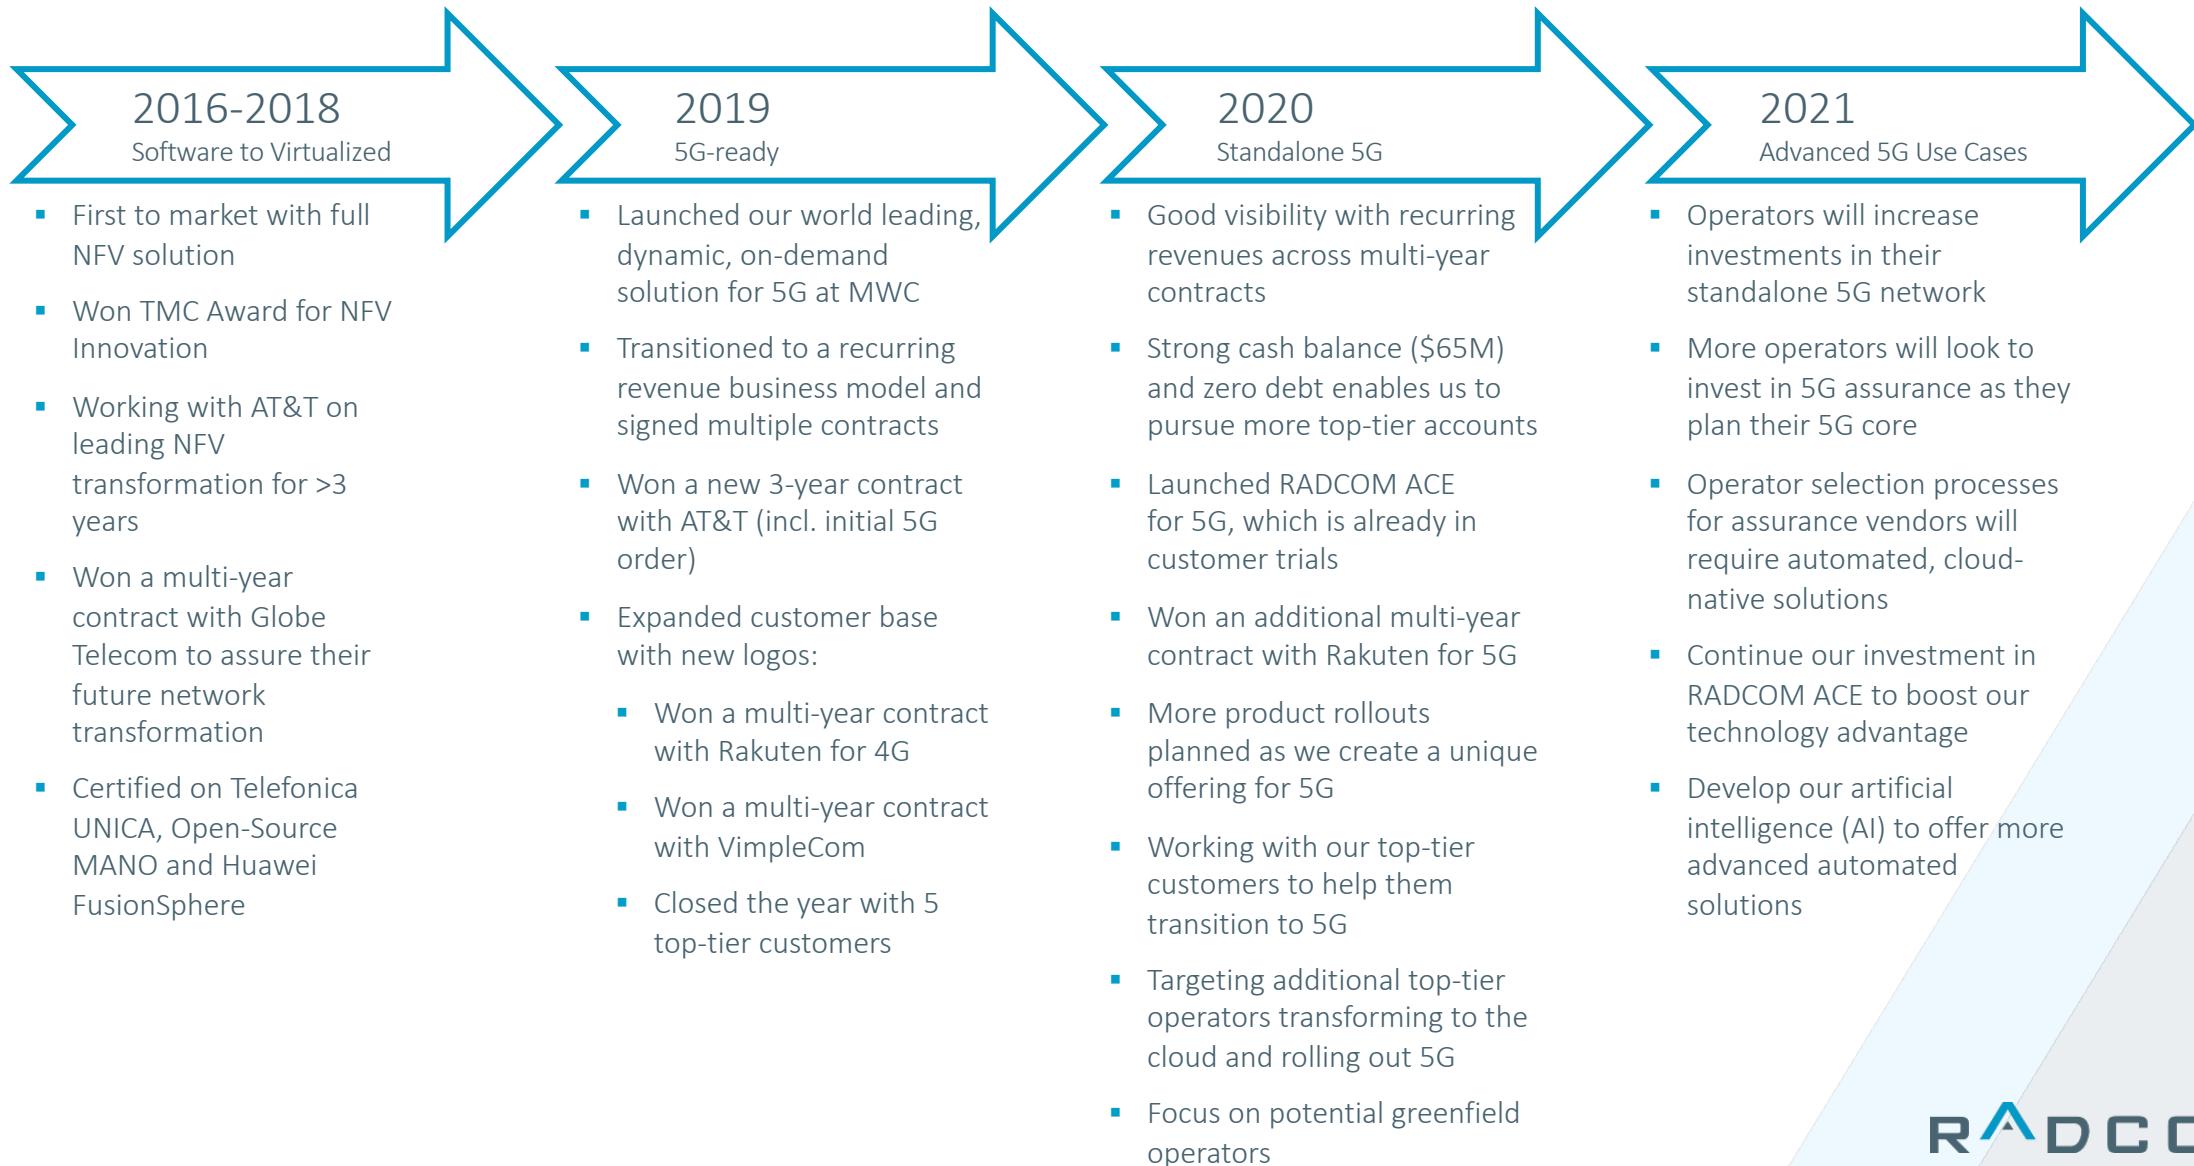 2016-2018
Software to Virtualized
First to market with full
NFV solution
Won TMC Award for NFV
Innovation
Working with AT&T on
leading NFV
transformation for >3
years
Won a multi-year
contract with Globe
Telecom to assure their
future network
transformation
Certified on Telefonica
UNICA, Open-Source
MANO and Huawei
FusionSphere
2019
5G-ready
Launched our world leading,
dynamic, on-demand
solution for 5G at MWC
Transitioned to a recurring
revenue business model and
signed multiple contracts
Won a new 3-year contract
with AT&T (incl. initial 5G
order)
Expanded customer base
with new logos:
Won a multi-year contract
with Rakuten for 4G
Won a multi-year contract
with VimpleCom
Closed the year with 5
top-tier customers
2020
Standalone 5G
Good visibility with recurring
revenues across multi-year
contracts
Strong cash balance ($65M)
and zero debt enables us to
pursue more top-tier accounts
Launched RADCOM ACE
for 5G, which is already in
customer trials
Won an additional multi-year
contract with Rakuten for 5G
More product rollouts
planned as we create a unique
offering for 5G
Working with our top-tier
customers to help them
transition to 5G
Targeting additional top-tier
operators transforming to the
cloud and rolling out 5G
Focus on potential greenfield
operators
2021
Advanced 5G Use Cases
Operators will increase
investments in their
standalone 5G network
More operators will look to
invest in 5G assurance as they
plan their 5G core
Operator selection processes
for assurance vendors will
require automated, cloud-
native solutions
Continue our investment in
RADCOM ACE to boost our
technology advantage
Develop our artificial
intelligence (AI) to offer more
advanced automated
solutions
RADC